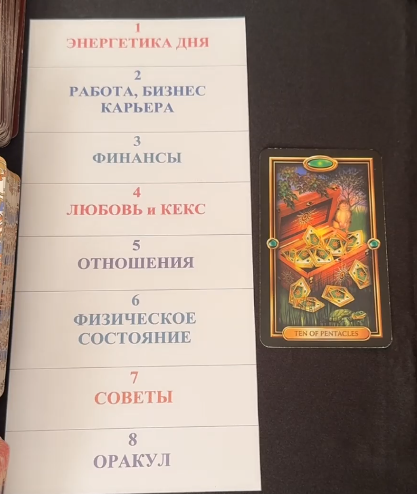 1
ЭНЕРГЕТИКА ДНЯ
2
РАБОТА, БИЗНЕС
КАРЬЕРА
3
ФИНАНСЫ
4
ЛЮБОВЬ и КЕКС
5
ОТНОШЕНИЯ
6
ФИЗИЧЕСКОЕ
СОСТОЯНИЕ
7
СОВЕТЫ
8
ОРАКУЛ
TEN OF PENTACLES